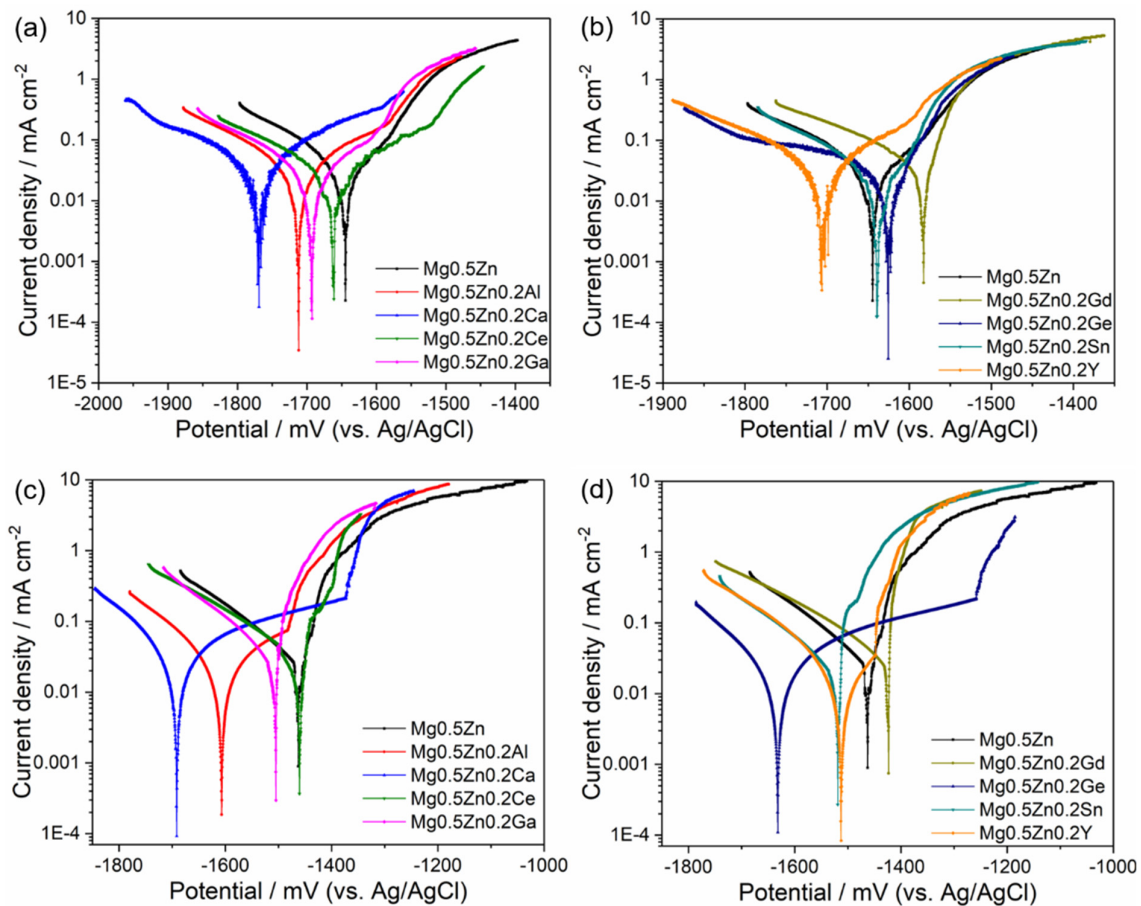 (a)
Current density / mA cm⁻²
10
1
0.1
0.01
0.001
1E-4
1E-5
-2000 -1900 -1800 -1700 -1600 -1500 -1400
Potential / mV (vs. Ag/AgCl)
Mg0.5Zn
Mg0.5Zn0.2Al
Mg0.5Zn0.2Ca
Mg0.5Zn0.2Ce
Mg0.5Zn0.2Ga
(b)
Current density / mA cm⁻²
10
1
0.1
0.01
0.001
1E-4
1E-5
-1900 -1800 -1700 -1600 -1500 -1400
Potential / mV (vs. Ag/AgCl)
Mg0.5Zn
Mg0.5Zn0.2Gd
Mg0.5Zn0.2Ge
Mg0.5Zn0.2Sn
Mg0.5Zn0.2Y
(c)
Current density / mA cm⁻²
10
1
0.1
0.01
0.001
1E-4
-1800 -1600 -1400 -1200 -1000
Potential / mV (vs. Ag/AgCl)
Mg0.5Zn
Mg0.5Zn0.2Al
Mg0.5Zn0.2Ca
Mg0.5Zn0.2Ce
Mg0.5Zn0.2Ga
(d)
Current density / mA cm⁻²
10
1
0.1
0.01
0.001
1E-4
-1800 -1600 -1400 -1200 -1000
Potential / mV (vs. Ag/AgCl)
Mg0.5Zn
Mg0.5Zn0.2Gd
Mg0.5Zn0.2Ge
Mg0.5Zn0.2Sn
Mg0.5Zn0.2Y